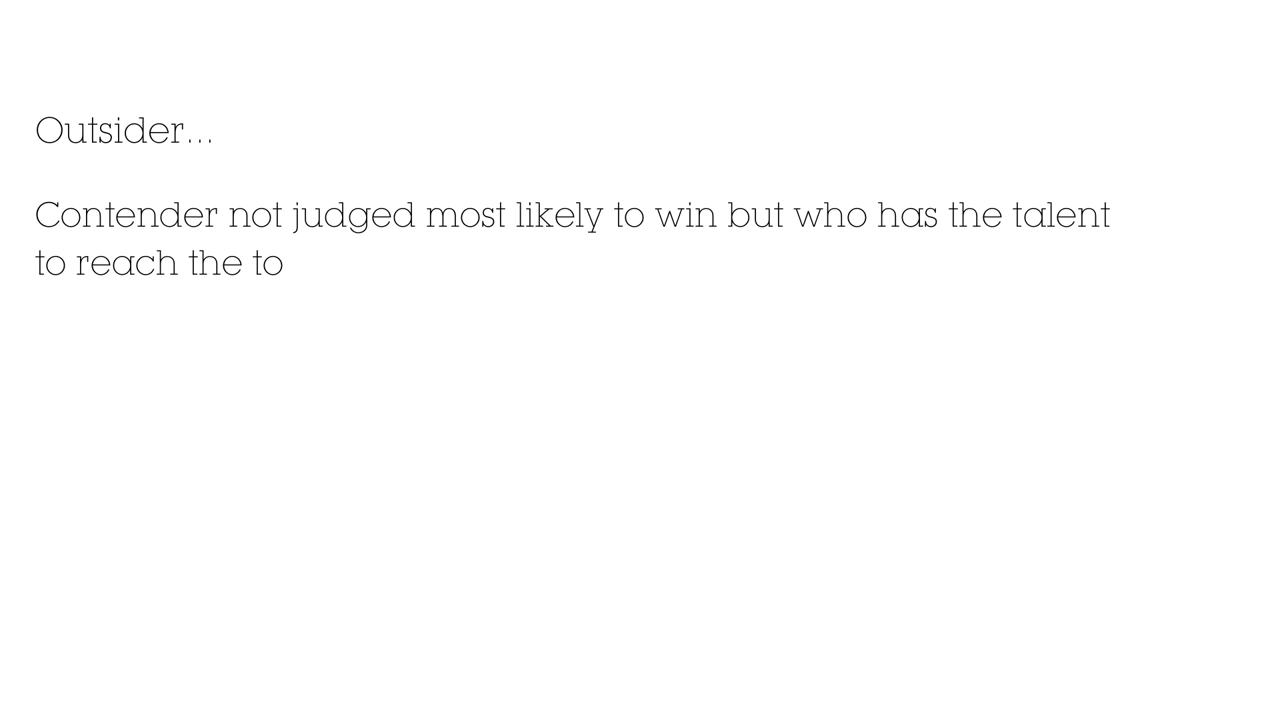 Outsider...
Contender not judged most likely to win but who has the talent
to reach the to